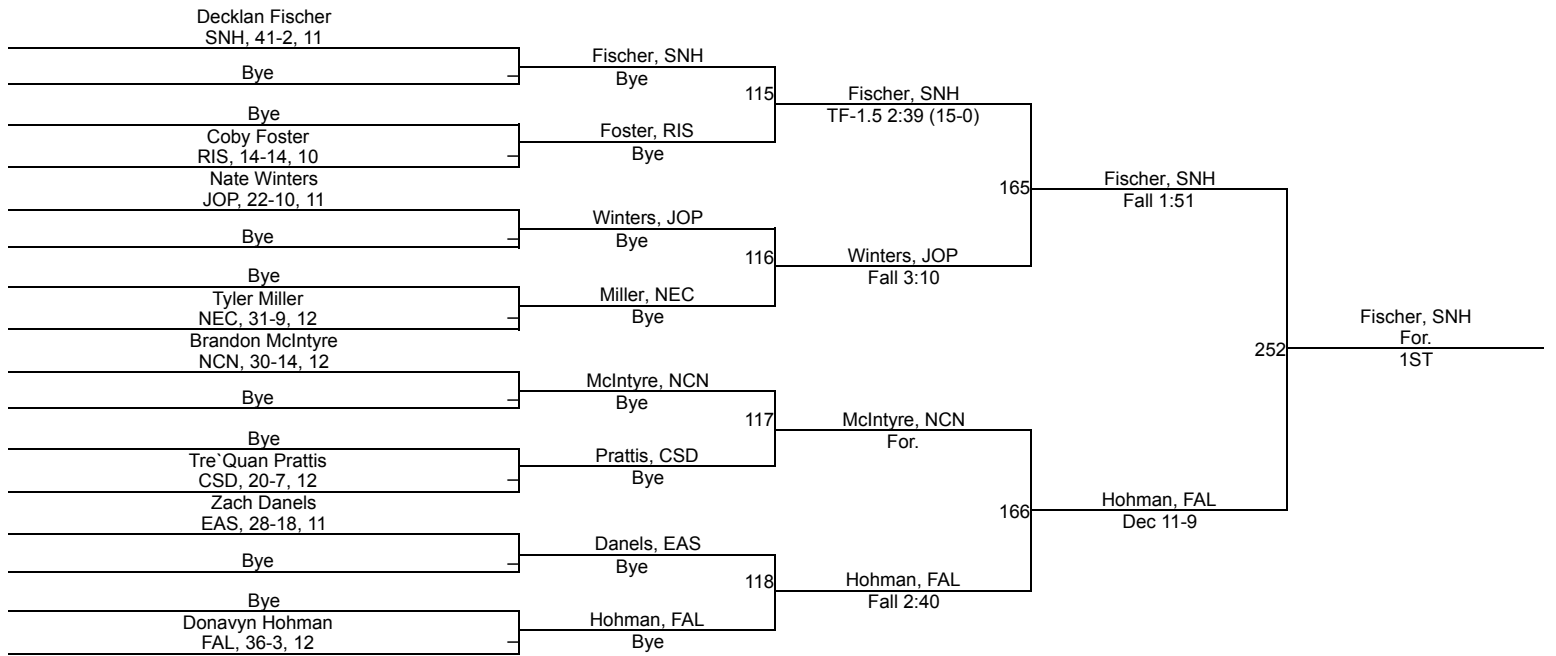 Decklan Fischer
SNH, 41-2, 11
Bye
Bye
Coby Foster
RIS, 14-14, 10
Nate Winters
JOP, 22-10, 11
Bye
Bye
Tyler Miller
NEC, 31-9, 12
Brandon McIntyre
NCN, 30-14, 12
Bye
Bye
Tre`Quan Prattis
CSD, 20-7, 12
Zach Danels
EAS, 28-18, 11
Bye
Bye
Donavyn Hohman
FAL, 36-3, 12
Fischer, SNH
Bye
Foster, RIS
Bye
Winters, JOP
Bye
Miller, NEC
Bye
McIntyre, NCN
Bye
Prattis, CSD
Bye
Danels, EAS
Bye
Hohman, FAL
Bye
115
116
117
118
Fischer, SNH
TF-1.5 2:39 (15-0)
Winters, JOP
Fall 3:10
McIntyre, NCN
For.
Hohman, FAL
Fall 2:40
165
166
Fischer, SNH
Fall 1:51
Hohman, FAL
Dec 11-9
252
Fischer, SNH
For.
1ST